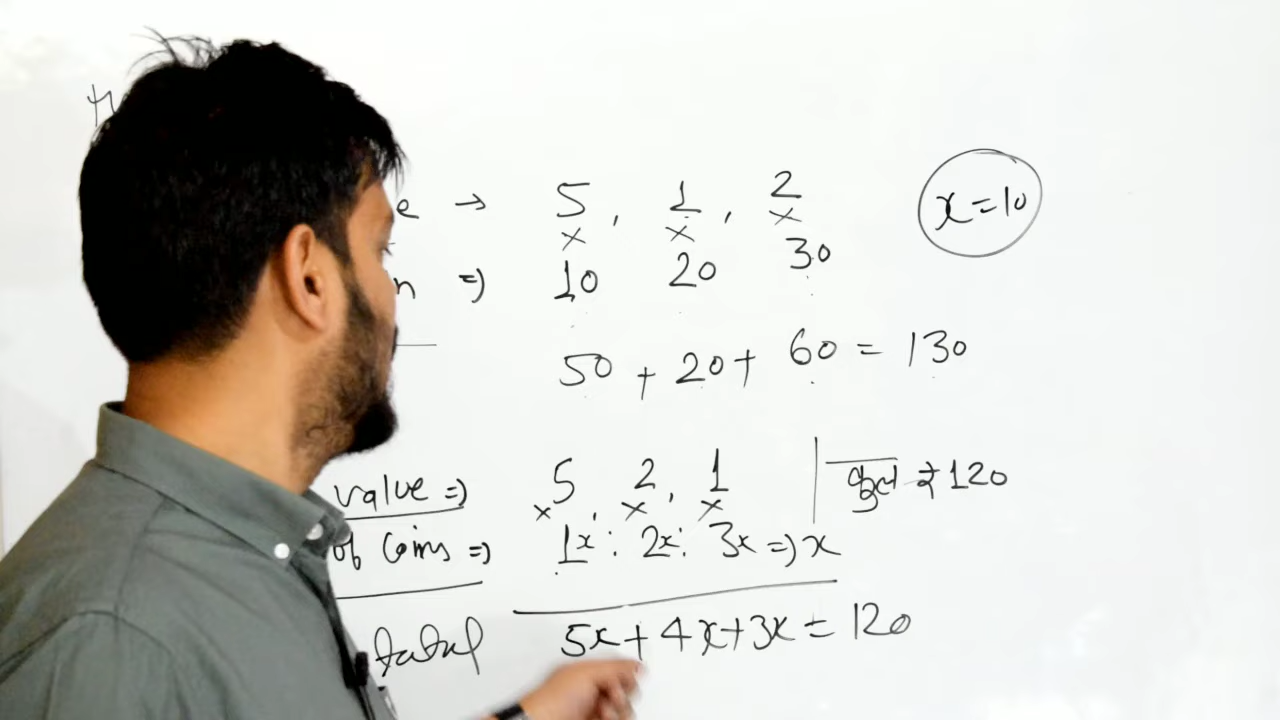 e → 5, 1, 2
x x x
n ⇒ 10 20 30
x=10
50 + 20 + 60 = 130
value ⇒ 5, 2, 1
x x x
कुल ₹ 120
of Coins ⇒ 1x : 2x : 3x ⇒ x
total 5x + 4x + 3x = 120